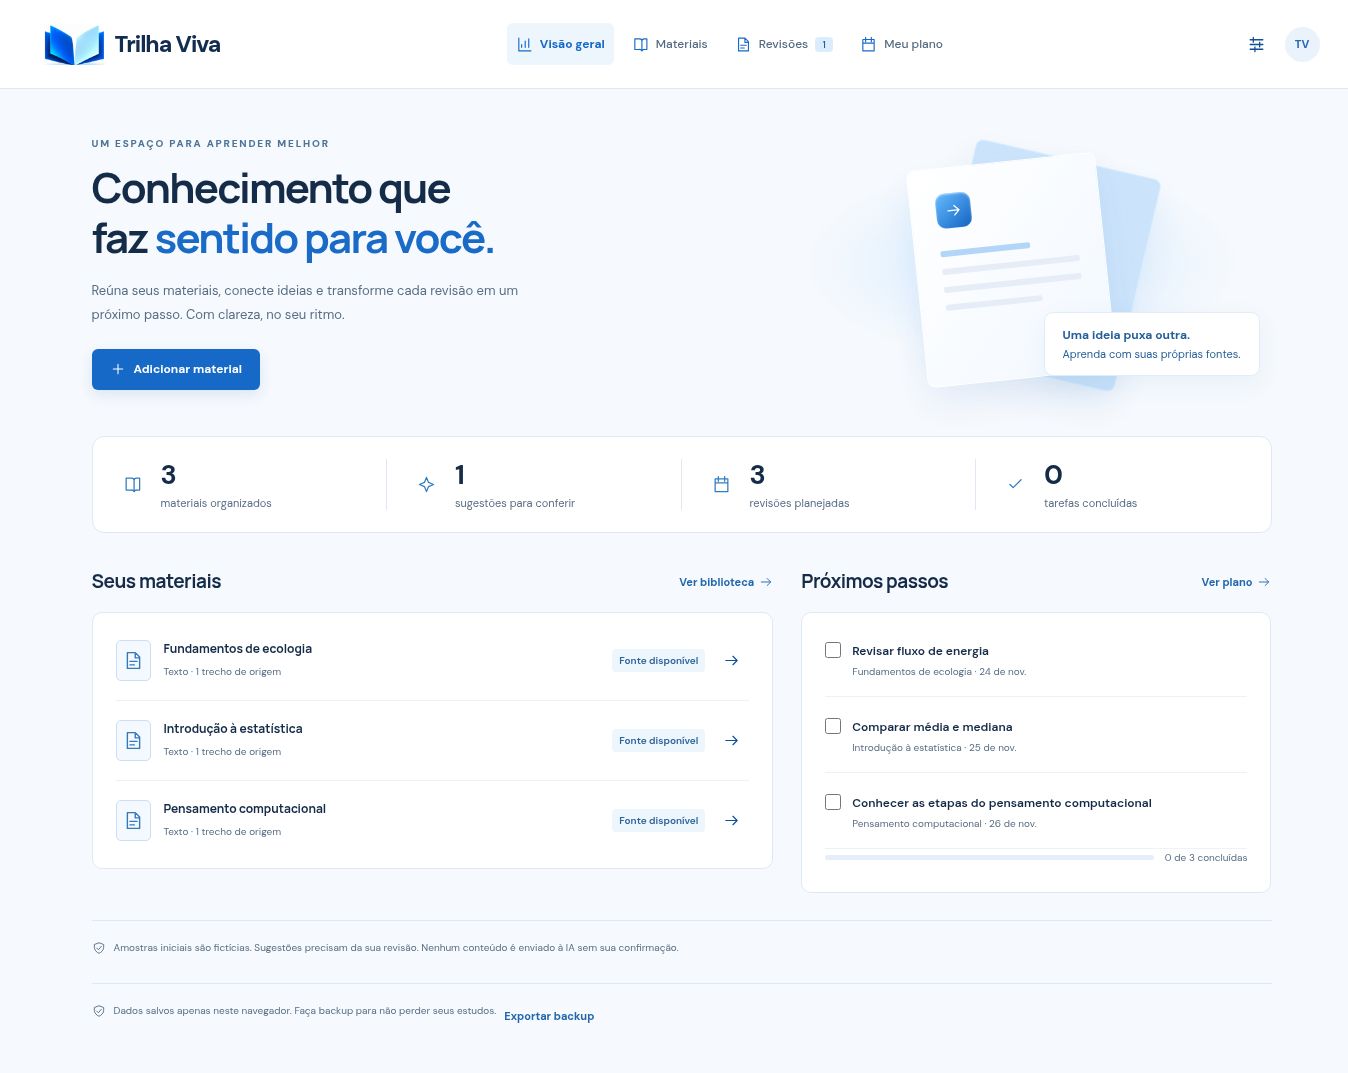 Trilha Viva
Visão geral
Materiais
Revisões 1
Meu plano
TV
UM ESPAÇO PARA APRENDER MELHOR
Conhecimento que
faz sentido para você.
Reúna seus materiais, conecte ideias e transforme cada revisão em um
próximo passo. Com clareza, no seu ritmo.
Adicionar material
Uma ideia puxa outra.
Aprenda com suas próprias fontes.
3
materiais organizados
1
sugestões para conferir
3
revisões planejadas
0
tarefas concluídas
Seus materiais
Ver biblioteca
Fundamentos de ecologia
Texto · 1 trecho de origem
Fonte disponível
Introdução à estatística
Texto · 1 trecho de origem
Fonte disponível
Pensamento computacional
Texto · 1 trecho de origem
Fonte disponível
Próximos passos
Ver plano
Revisar fluxo de energia
Fundamentos de ecologia · 24 de nov.
Comparar média e mediana
Introdução à estatística · 25 de nov.
Conhecer as etapas do pensamento computacional
Pensamento computacional · 26 de nov.
0 de 3 concluídas
Amostras iniciais são fictícias. Sugestões precisam da sua revisão. Nenhum conteúdo é enviado à IA sem sua confirmação.
Dados salvos apenas neste navegador. Faça backup para não perder seus estudos. Exportar backup